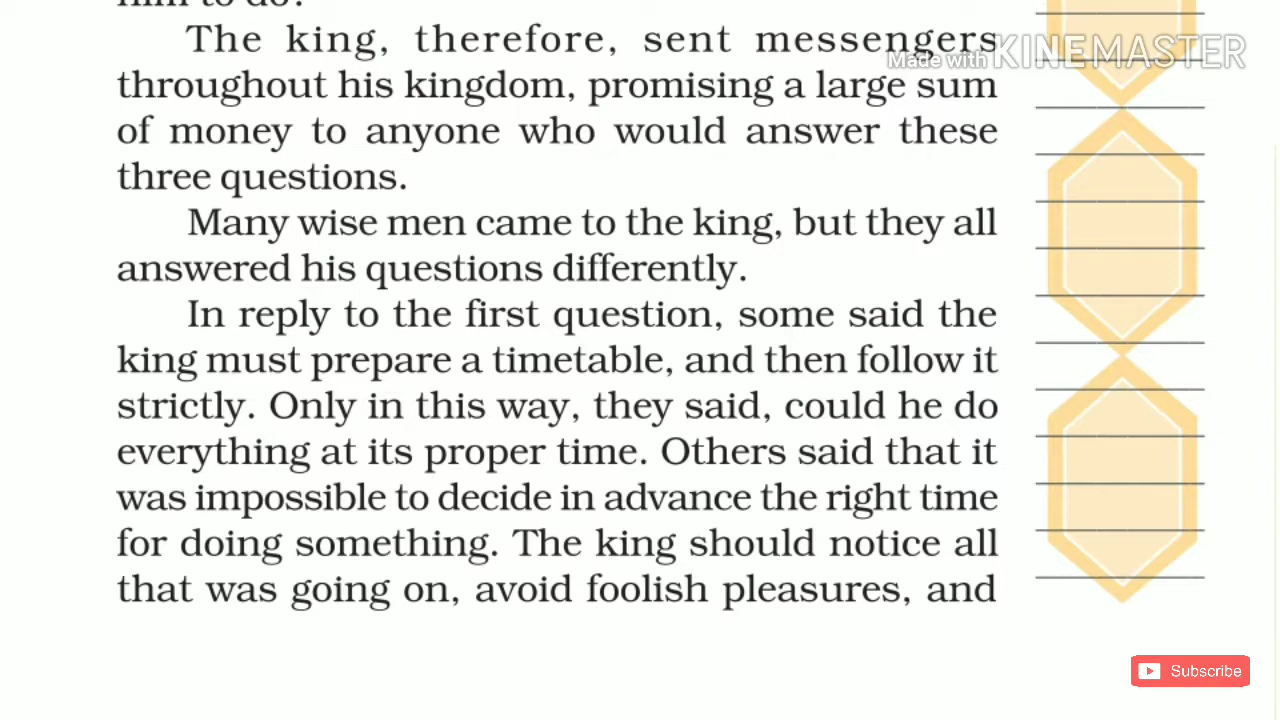 him to do?
The king, therefore, sent messengers
Made with KINEMASTER
throughout his kingdom, promising a large sum
of money to anyone who would answer these
three questions.
Many wise men came to the king, but they all
answered his questions differently.
In reply to the first question, some said the
king must prepare a timetable, and then follow it
strictly. Only in this way, they said, could he do
everything at its proper time. Others said that it
was impossible to decide in advance the right time
for doing something. The king should notice all
that was going on, avoid foolish pleasures, and
Subscribe